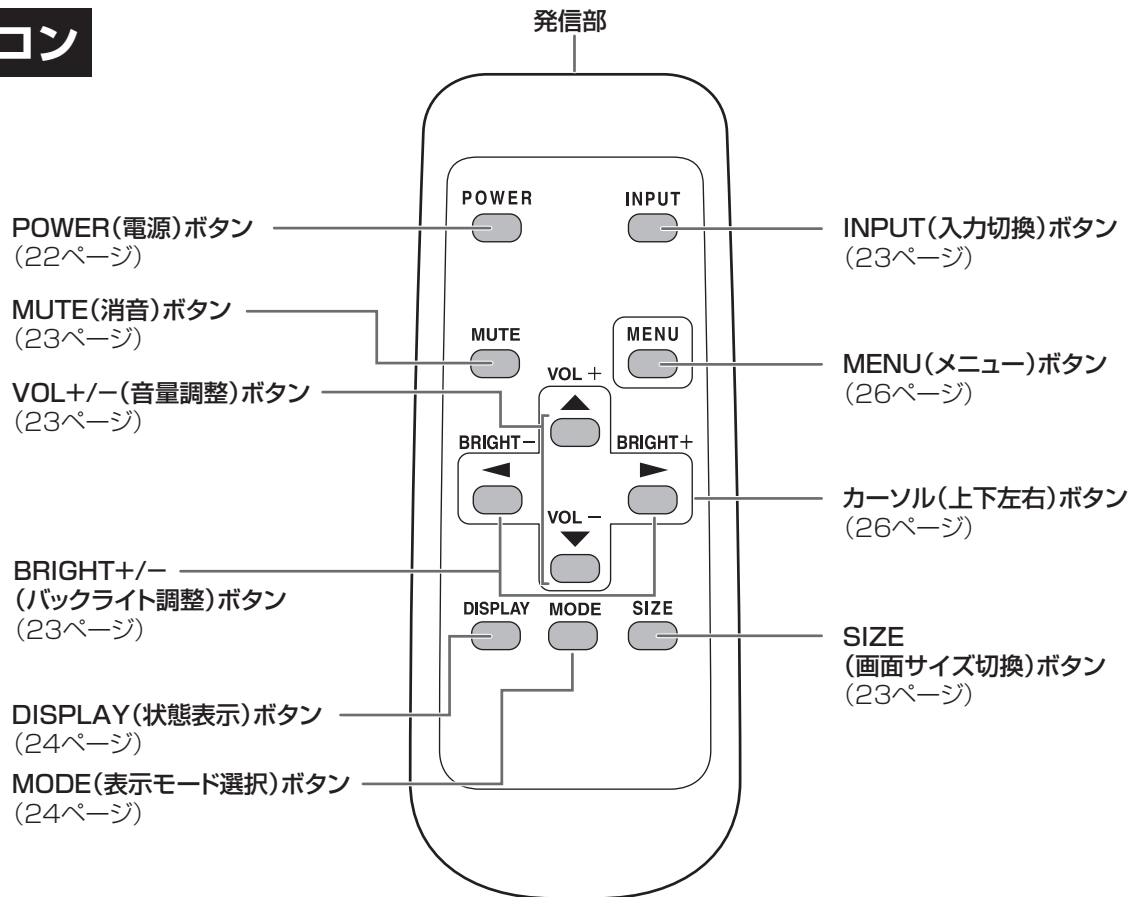 コン
発信部
POWER(電源)ボタン
(22ページ)
MUTE(消音)ボタン
(23ページ)
VOL+/−(音量調整)ボタン
(23ページ)
BRIGHT+/−
(バックライト調整)ボタン
(23ページ)
DISPLAY(状態表示)ボタン
(24ページ)
MODE(表示モード選択)ボタン
(24ページ)
POWER
INPUT
MUTE
MENU
VOL +
BRIGHT−
BRIGHT+
VOL −
DISPLAY
MODE
SIZE
INPUT(入力切換)ボタン
(23ページ)
MENU(メニュー)ボタン
(26ページ)
カーソル(上下左右)ボタン
(26ページ)
SIZE
(画面サイズ切換)ボタン
(23ページ)